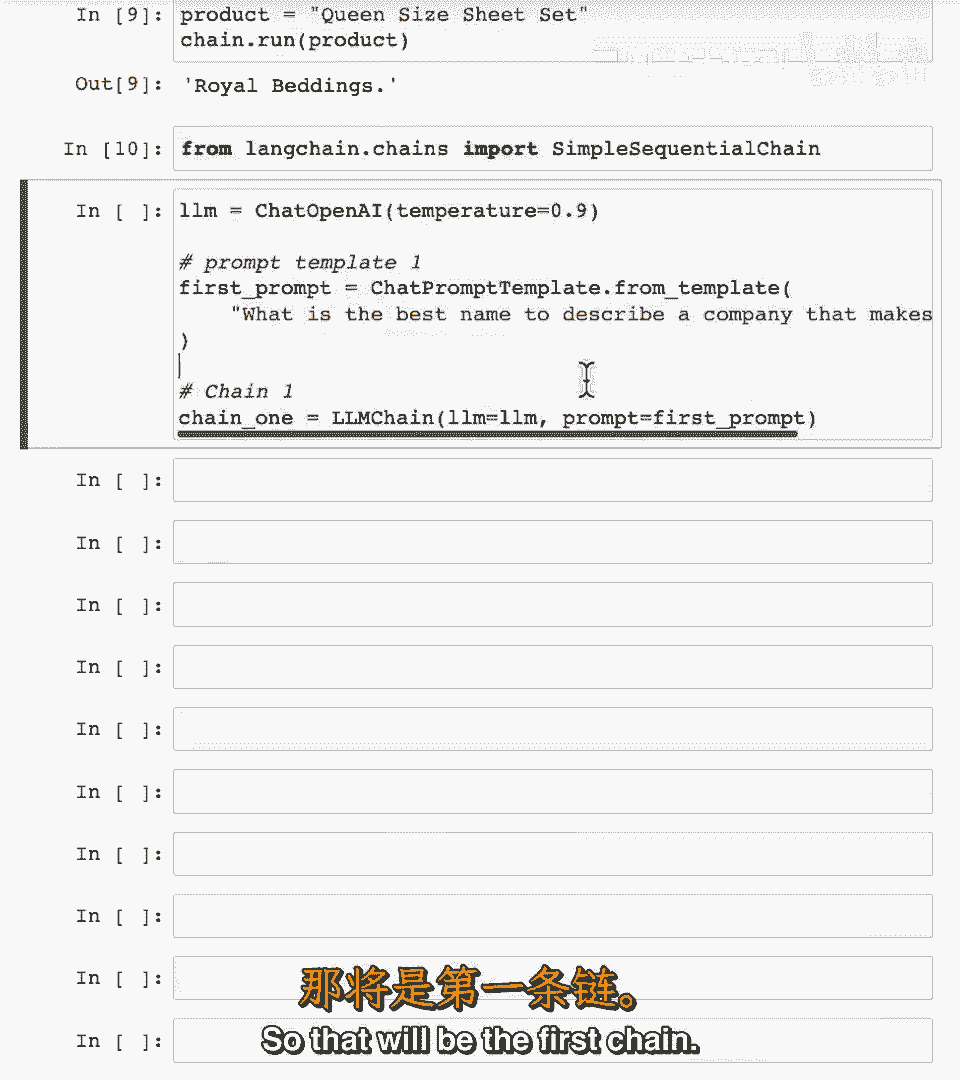 In [9]: product = "Queen Size Sheet Set"
chain.run(product)
Out[9]: 'Royal Beddings.'
In [10]: from langchain.chains import SimpleSequentialChain
In [ ]: llm = ChatOpenAI(temperature=0.9)
# prompt template 1
first_prompt = ChatPromptTemplate.from_template(
"What is the best name to describe a company that makes
)
# Chain 1
chain_one = LLMChain(llm=llm, prompt=first_prompt)
In [ ]:
In [ ]:
In [ ]:
In [ ]:
In [ ]:
In [ ]:
In [ ]:
In [ ]:
In [ ]:
那将是第一条链。
In [ ]:
So that will be the first chain.